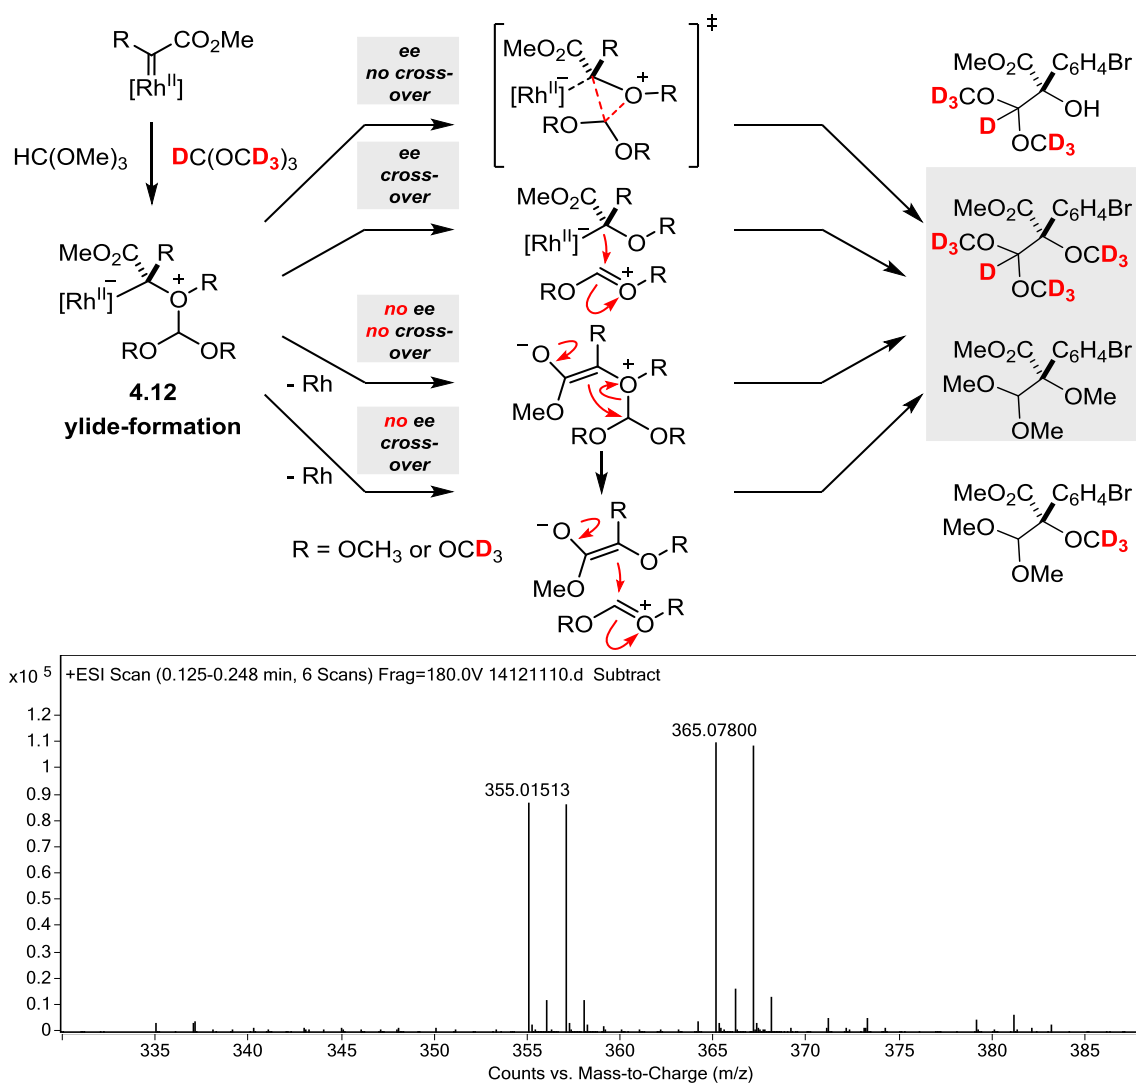 R
CO2Me
[RhII]
HC(OMe)3
DC(OCD3)3
MeO2C
R
[RhII]
−
+
O
R
RO
OR
4.12
ylide-formation
ee
no cross-
over
ee
cross-
over
no ee
no cross-
over
- Rh
no ee
cross-
over
- Rh
R = OCH3 or OCD3
‡
MeO2C
R
[RhII]
−
+
O
R
RO
OR
MeO2C
R
[RhII]
−
O
R
RO
+
O
R
−
O
R
MeO
+
O
R
RO
OR
−
O
R
MeO
O
R
RO
+
O
R
MeO2C
C6H4Br
D3CO
OH
D
OCD3
MeO2C
C6H4Br
D3CO
OCD3
D
OCD3
MeO2C
C6H4Br
MeO
OMe
OMe
MeO2C
C6H4Br
MeO
OCD3
OMe
x10 5
+ESI Scan (0.125-0.248 min, 6 Scans) Frag=180.0V 14121110.d Subtract
1.2
1.1
1
0.9
0.8
0.7
0.6
0.5
0.4
0.3
0.2
0.1
0
355.01513
365.07800
335 340 345 350 355 360 365 370 375 380 385
Counts vs. Mass-to-Charge (m/z)